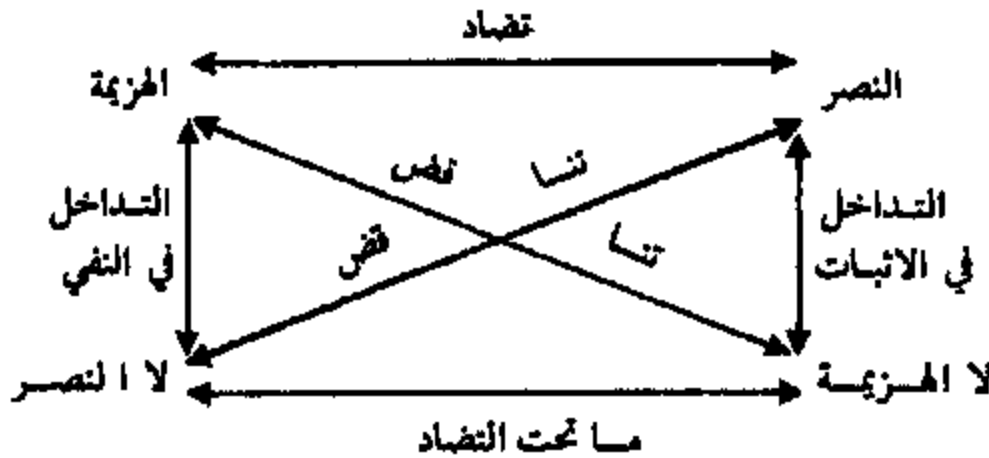 تضاد
النصر
الهزيمة
تنا
قض
تنا
قض
التداخل
في الاثبات
التداخل
في النفي
لا الهزيمة
لا النصر
ما تحت التضاد